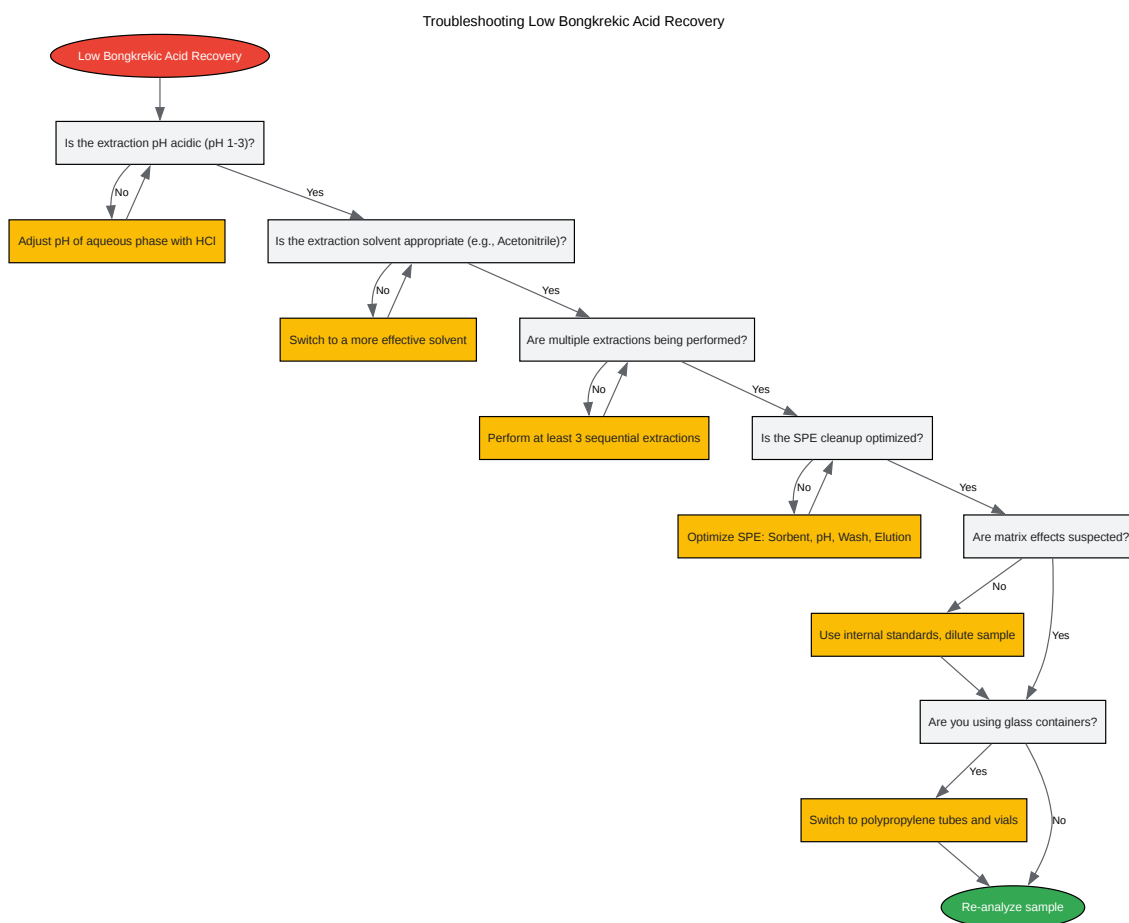 Troubleshooting Low Bongkrekic Acid Recovery
Low Bongkrekic Acid Recovery
Is the extraction pH acidic (pH 1-3)?
No
Yes
Adjust pH of aqueous phase with HCl
Is the extraction solvent appropriate (e.g., Acetonitrile)?
No
Yes
Switch to a more effective solvent
Are multiple extractions being performed?
No
Yes
Perform at least 3 sequential extractions
Is the SPE cleanup optimized?
No
Yes
Optimize SPE: Sorbent, pH, Wash, Elution
Are matrix effects suspected?
No
Use internal standards, dilute sample
Yes
Are you using glass containers?
Yes
Switch to polypropylene tubes and vials
No
Re-analyze sample